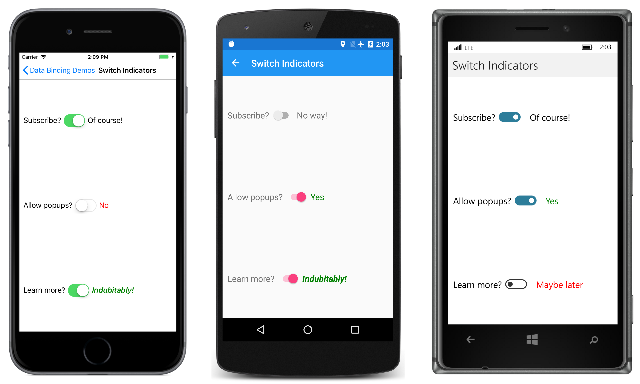 Carrier 2:09 PM
Data Binding Demos Switch Indicators
Subscribe? Of course!
Allow popups? No
Learn more? Indubitably!
2:03
Switch Indicators
Subscribe? No way!
Allow popups? Yes
Learn more? Indubitably!
LTE 2:03
Switch Indicators
Subscribe? Of course!
Allow popups? Yes
Learn more? Maybe later